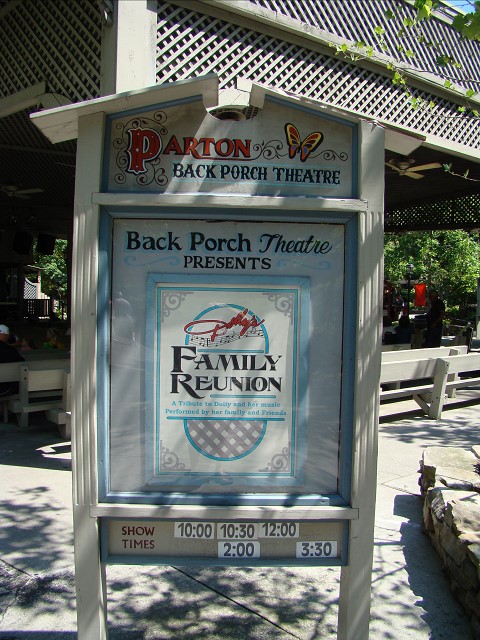 PARTON
BACK PORCH THEATRE
Back Porch Theatre
PRESENTS
Dolly's
FAMILY
REUNION
A Tribute to Dolly and her music
Performed by her family and Friends
SHOW TIMES
10:00 10:30 12:00
2:00 3:30